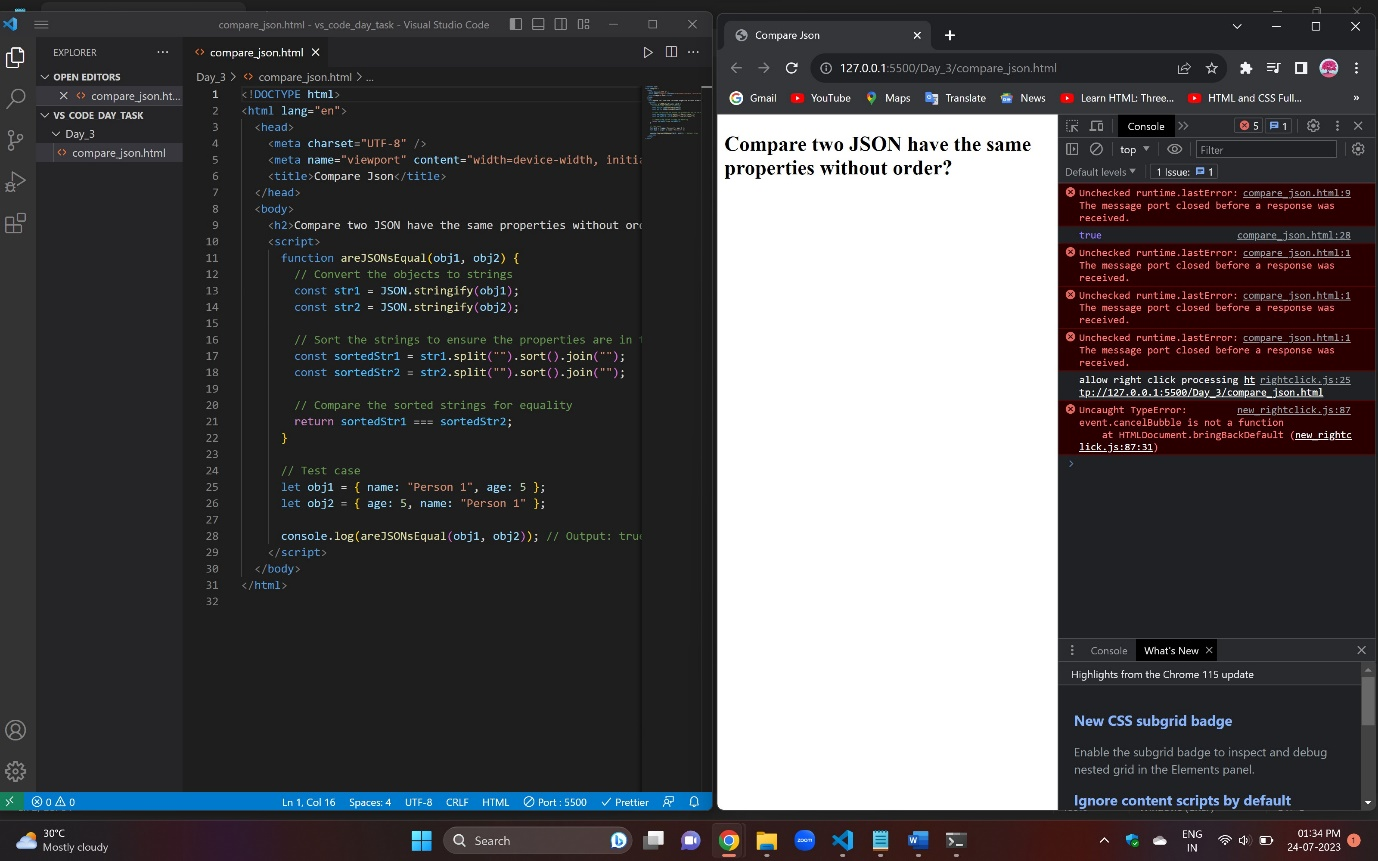 compare_json.html - vs_code_day_task - Visual Studio Code
EXPLORER
OPEN EDITORS
compare_json.ht...
VS CODE DAY TASK
Day_3
compare_json.html
compare_json.html
Day_3 > compare_json.html > ...
1 <!DOCTYPE html>
2 <html lang="en">
3 <head>
4 <meta charset="UTF-8" />
5 <meta name="viewport" content="width=device-width, initia
6 <title>Compare Json</title>
7 </head>
8 <body>
9 <h2>Compare two JSON have the same properties without ord
10 <script>
11 function areJSONsEqual(obj1, obj2) {
12 // Convert the objects to strings
13 const str1 = JSON.stringify(obj1);
14 const str2 = JSON.stringify(obj2);
15
16 // Sort the strings to ensure the properties are in
17 const sortedStr1 = str1.split("").sort().join("");
18 const sortedStr2 = str2.split("").sort().join("");
19
20 // Compare the sorted strings for equality
21 return sortedStr1 === sortedStr2;
22 }
23
24 // Test case
25 let obj1 = { name: "Person 1", age: 5 };
26 let obj2 = { age: 5, name: "Person 1" };
27
28 console.log(areJSONsEqual(obj1, obj2)); // Output: true
29 </script>
30 </body>
31 </html>
32
0 0
Ln 1, Col 16 Spaces: 4 UTF-8 CRLF HTML Port : 5500 Prettier
Compare Json
127.0.0.1:5500/Day_3/compare_json.html
Gmail YouTube Maps Translate News Learn HTML: Three... HTML and CSS Full... »
Compare two JSON have the same
properties without order?
Console 5 1
top Filter
Default levels 1 Issue: 1
Unchecked runtime.lastError: compare_json.html:9
The message port closed before a response was
received.
true compare_json.html:28
Unchecked runtime.lastError: compare_json.html:1
The message port closed before a response was
received.
Unchecked runtime.lastError: compare_json.html:1
The message port closed before a response was
received.
Unchecked runtime.lastError: compare_json.html:1
The message port closed before a response was
received.
allow right click processing ht rightclick.js:25
tp://127.0.0.1:5500/Day_3/compare_json.html
Uncaught TypeError: new_rightclick.js:87
event.cancelBubble is not a function
at HTMLDocument.bringBackDefault (new_rightc
lick.js:87:31)
Console What's New
Highlights from the Chrome 115 update
New CSS subgrid badge
Enable the subgrid badge to inspect and debug
nested grid in the Elements panel.
Ignore content scripts by default
30°C
Mostly cloudy
Search
zoom
ENG
IN
01:34 PM
24-07-2023
1